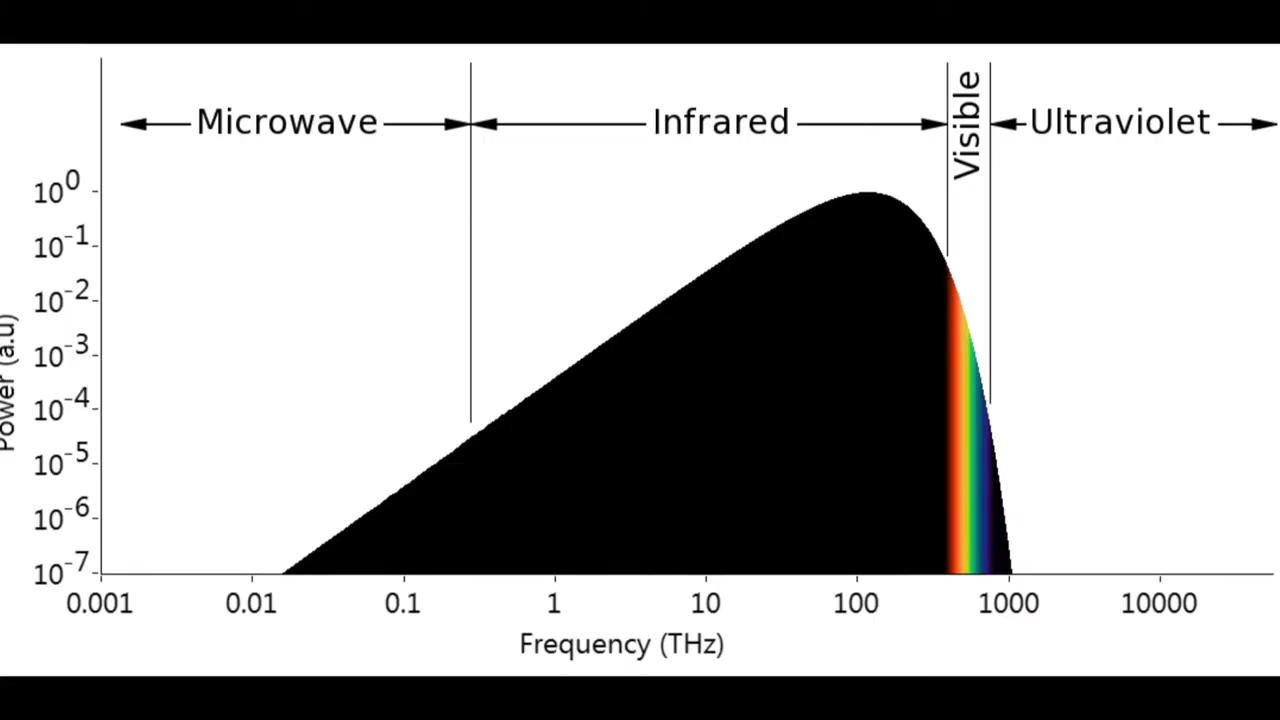 Microwave
Infrared
Visible
Ultraviolet
10^0
10^-1
10^-2
10^-3
10^-4
10^-5
10^-6
10^-7
Power (a.u)
0.001 0.01 0.1 1 10 100 1000 10000
Frequency (THz)